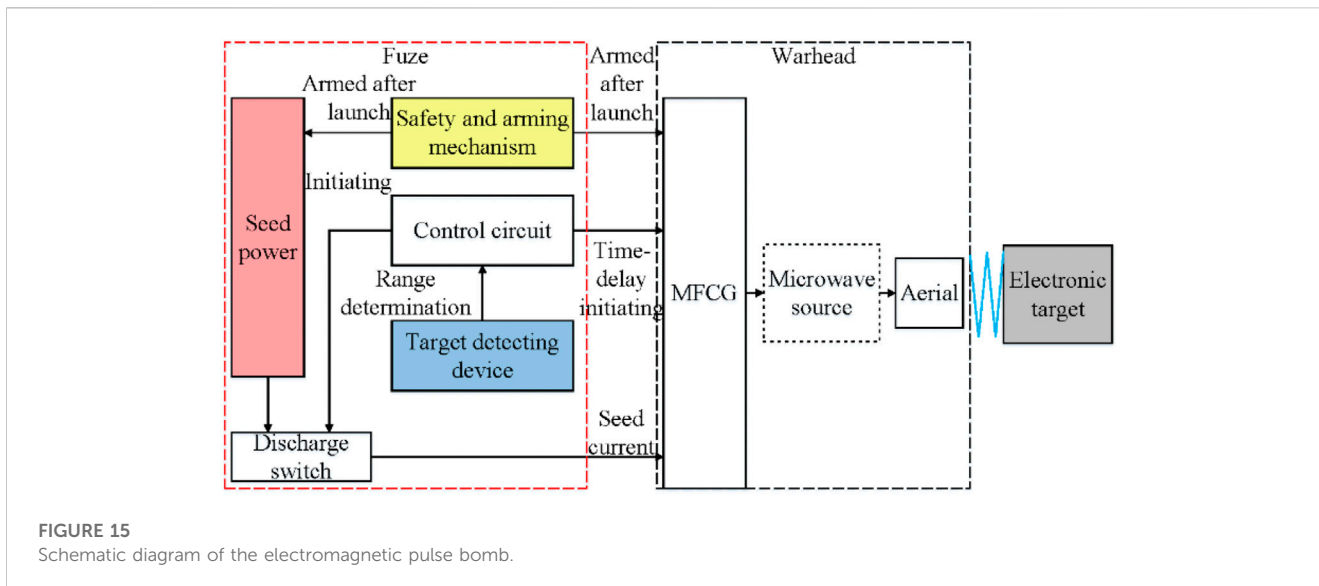 Fuze
Armed after
launch
Safety and arming
mechanism
Armed
after
launch
Warhead
Initiating
Seed
power
Control circuit
Range
determination
Target detecting
device
Time-
delay
initiating
MFCG
Microwave
source
Aerial
Electronic
target
Discharge
switch
Seed
current
FIGURE 15
Schematic diagram of the electromagnetic pulse bomb.